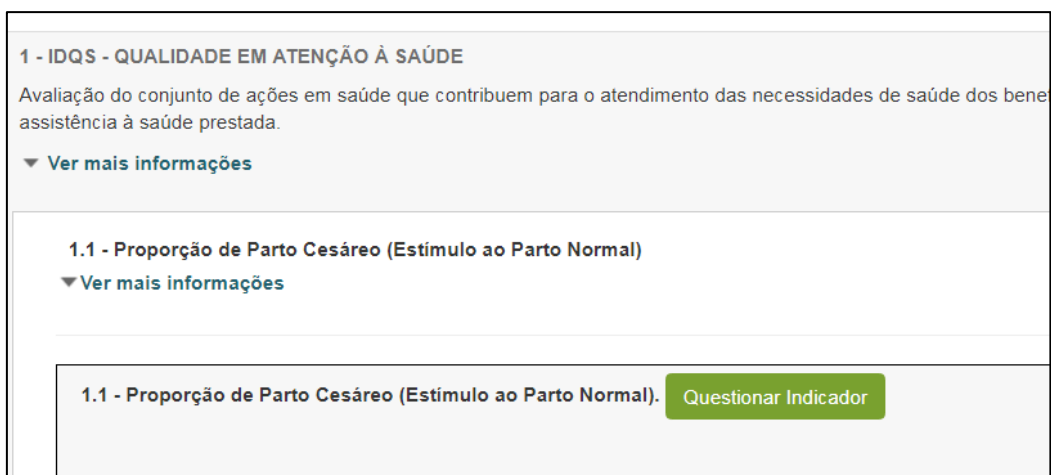 1 - IDQS - QUALIDADE EM ATENÇÃO À SAÚDE
Avaliação do conjunto de ações em saúde que contribuem para o atendimento das necessidades de saúde dos
assistência à saúde prestada.
Ver mais informações
1.1 - Proporção de Parto Cesáreo (Estímulo ao Parto Normal)
Ver mais informações
1.1 - Proporção de Parto Cesáreo (Estímulo ao Parto Normal). Questionar Indicador